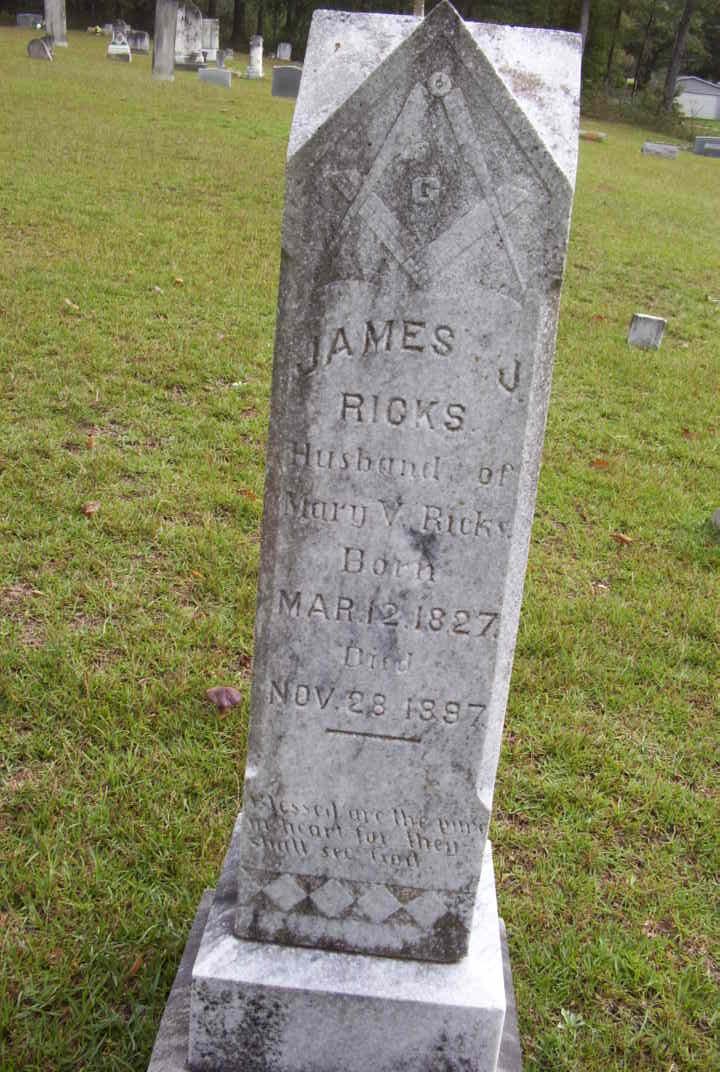 G
JAMES J.
RICKS.
Husband of
Mary V. Ricks.
Born
MAR. 12, 1827.
Died
NOV. 28, 1897.
Blessed are the pure
in heart for they
shall see God.